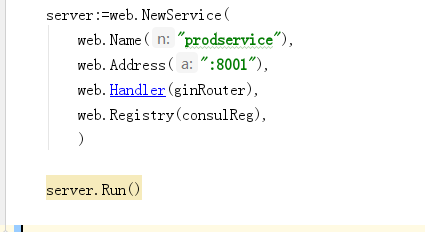 server:=web.NewService(
web.Name( n: "prodservice"),
web.Address( a: ":8001"),
web.Handler(ginRouter),
web.Registry(consulReg),
)
server.Run()